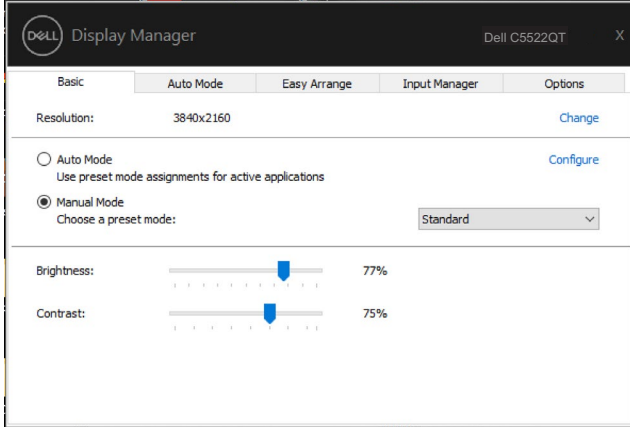 DELL Display Manager Dell C5522QT X
Basic Auto Mode Easy Arrange Input Manager Options
Resolution: 3840x2160 Change
Auto Mode Configure
Use preset mode assignments for active applications
Manual Mode
Choose a preset mode: Standard
Brightness: 77%
Contrast: 75%